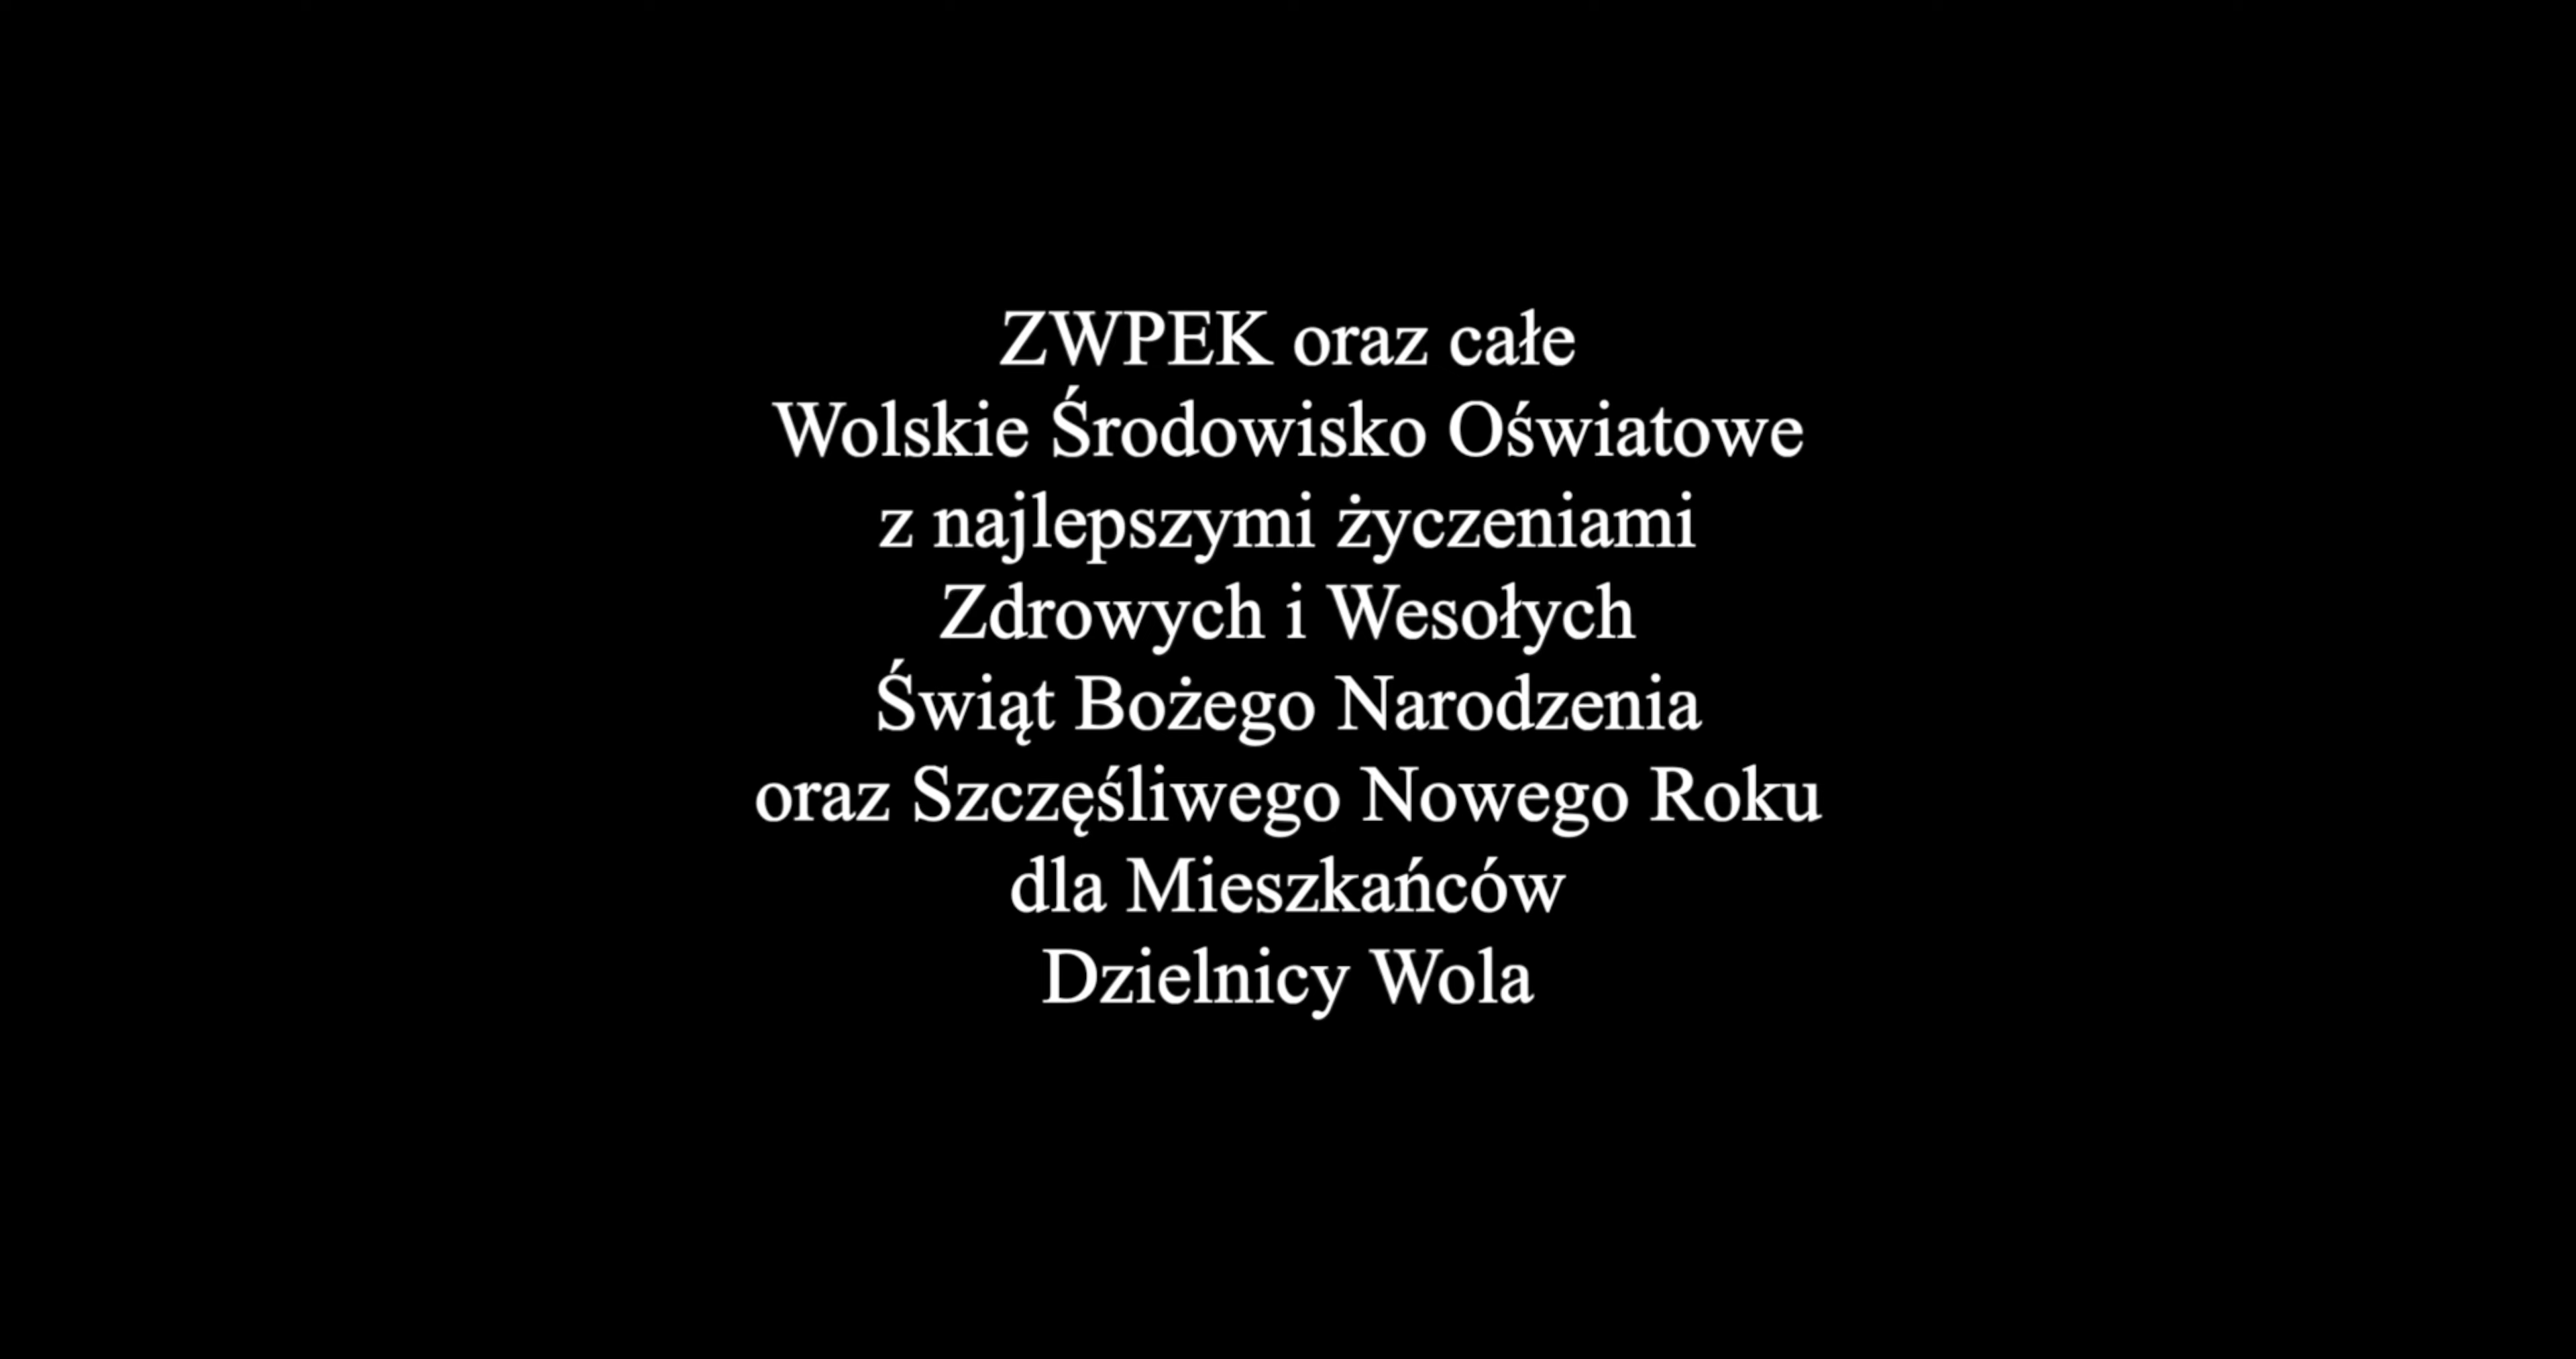 ZWPEK oraz całe
Wolskie Środowisko Oświatowe
z najlepszymi życzeniami
Zdrowych i Wesołych
Świąt Bożego Narodzenia
oraz Szczęśliwego Nowego Roku
dla Mieszkańców
Dzielnicy Wola